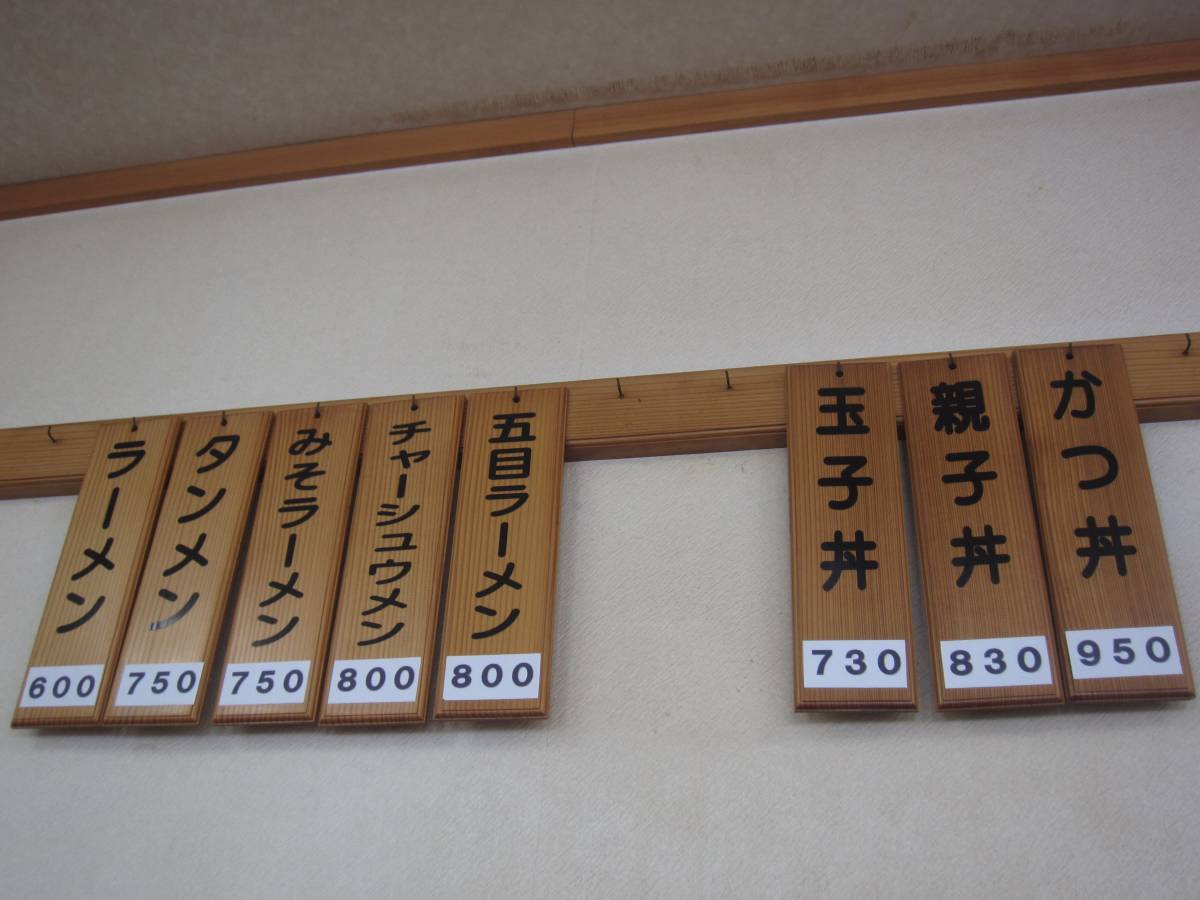 かつ丼
950
親子丼
830
玉子丼
730
五目ラーメン
800
チャーシュウメン
800
みそラーメン
750
タンメン
750
ラーメン
600